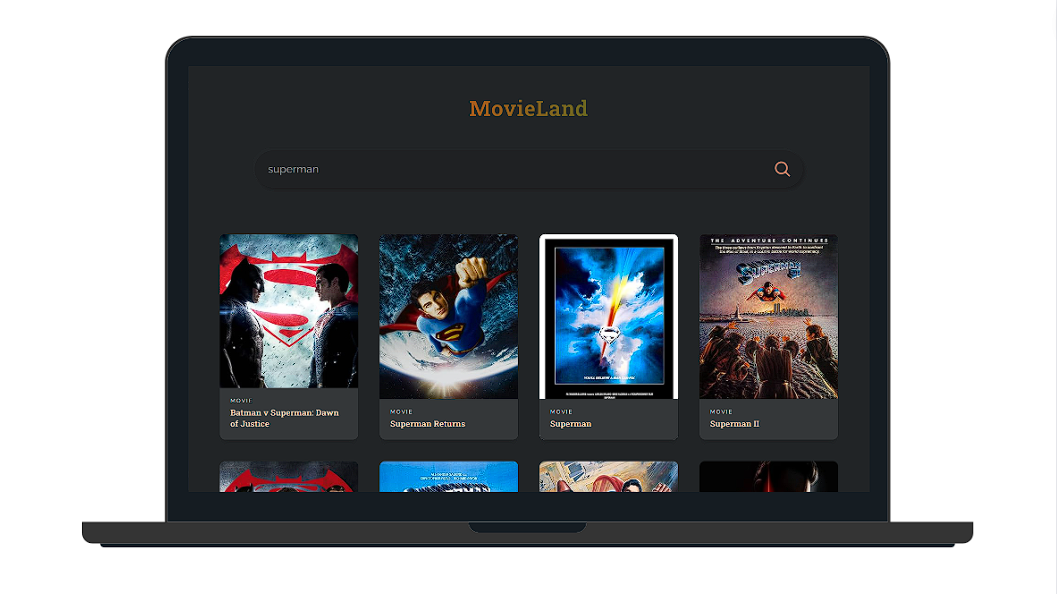 MovieLand
superman
THE ADVENTURE CONTINUES
SUPERMAN II
MOVIE
Batman v Superman: Dawn
of Justice
MOVIE
Superman Returns
MOVIE
Superman
MOVIE
Superman II